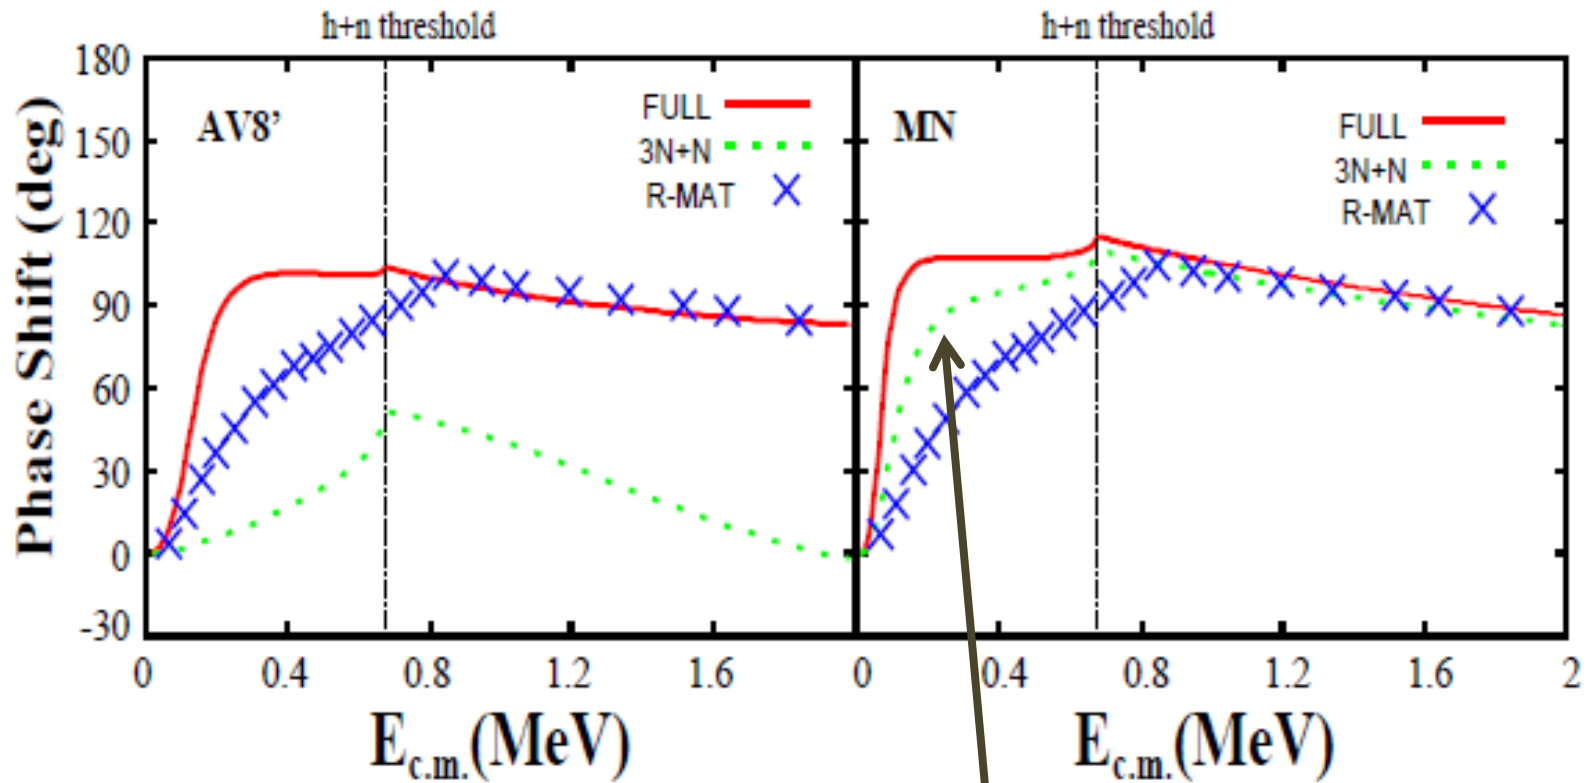 h+n threshold
h+n threshold
Phase Shift (deg)
180
150
120
90
60
30
0
-30
AV8’
FULL
3N+N
R-MAT
MN
FULL
3N+N
R-MAT
0 0.4 0.8 1.2 1.6
0 0.4 0.8 1.2 1.6 2
E_c.m.(MeV)
E_c.m.(MeV)